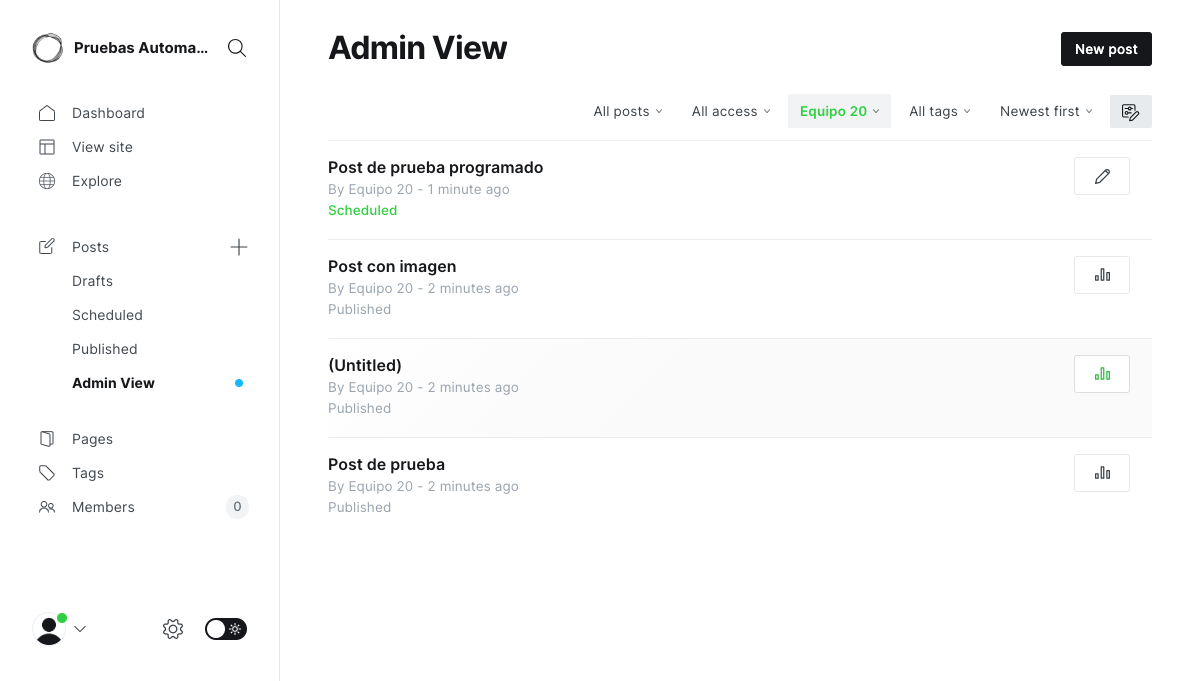 Pruebas Automa...
Dashboard
View site
Explore
Posts
Drafts
Scheduled
Published
Admin View
Pages
Tags
Members
0
Admin View
New post
All posts
All access
Equipo 20
All tags
Newest first
Post de prueba programado
By Equipo 20 - 1 minute ago
Scheduled
Post con imagen
By Equipo 20 - 2 minutes ago
Published
(Untitled)
By Equipo 20 - 2 minutes ago
Published
Post de prueba
By Equipo 20 - 2 minutes ago
Published